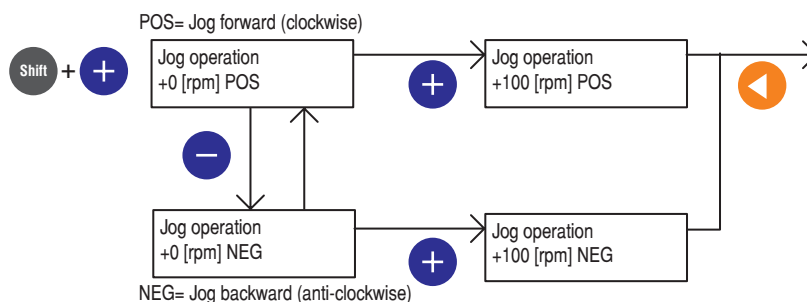 POS= Jog forward (clockwise)
Shift + +
Jog operation
+0 [rpm] POS
+
Jog operation
+100 [rpm] POS
−
Jog operation
+0 [rpm] NEG
+
Jog operation
+100 [rpm] NEG
NEG= Jog backward (anti-clockwise)